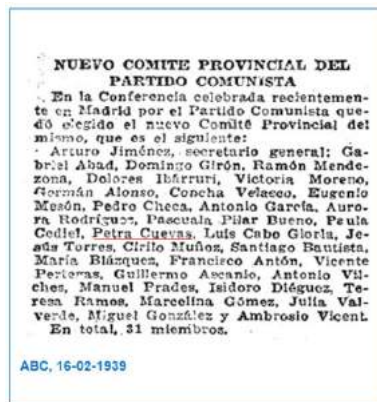 NUEVO COMITE PROVINCIAL DEL
PARTIDO COMUNISTA
En la Conferencia celebrada recientemen-
te en Madrid por el Partido Comunista que-
dó elegido el nuevo Comité Provincial del
mismo, que es el siguiente:
Arturo Jiménez, secretario general; Ga-
briel Abad, Domingo Girón, Ramón Mende-
zona, Dolores Ibárruri, Victoria Moreno,
Germán Alonso, Concha Velasco, Eugenio
Mesón, Pedro Checa, Antonio García, Auro-
ra Rodríguez, Pascuala Pilar Bueno, Paula
Cediel, Petra Cuevas, Luis Cabo Giorla, Je-
sús Torres, Cirilo Muñoz, Santiago Bautista,
María Blázquez, Francisco Antón, Vicente
Pertegas, Guillermo Ascanio, Antonio Vil-
ches, Manuel Prades, Isidoro Diéguez, Te-
resa Ramos, Marcelina Gómez, Julia Val-
verde, Miguel González y Ambrosio Vicent.
En total, 31 miembros.
ABC, 16-02-1939